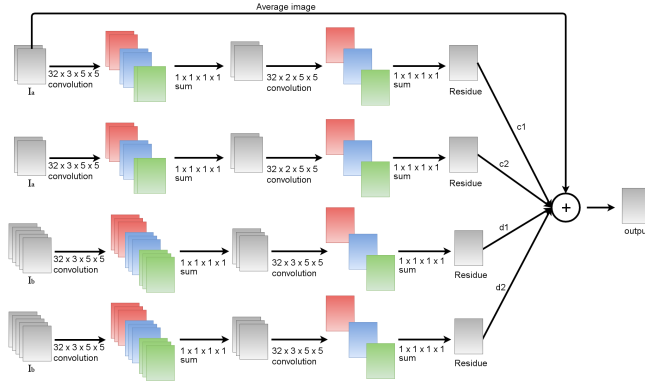 Average image
32 x 3 x 5 x 5
convolution
Ia
1 x 1 x 1 x 1
sum
32 x 2 x 5 x 5
convolution
1 x 1 x 1 x 1
sum
Residue
c1
32 x 3 x 5 x 5
convolution
Ia
1 x 1 x 1 x 1
sum
32 x 2 x 5 x 5
convolution
1 x 1 x 1 x 1
sum
Residue
c2
+
output
32 x 3 x 5 x 5
convolution
Ib
1 x 1 x 1 x 1
sum
32 x 3 x 5 x 5
convolution
1 x 1 x 1 x 1
sum
Residue
d1
32 x 3 x 5 x 5
convolution
Ib
1 x 1 x 1 x 1
sum
32 x 3 x 5 x 5
convolution
1 x 1 x 1 x 1
sum
Residue
d2